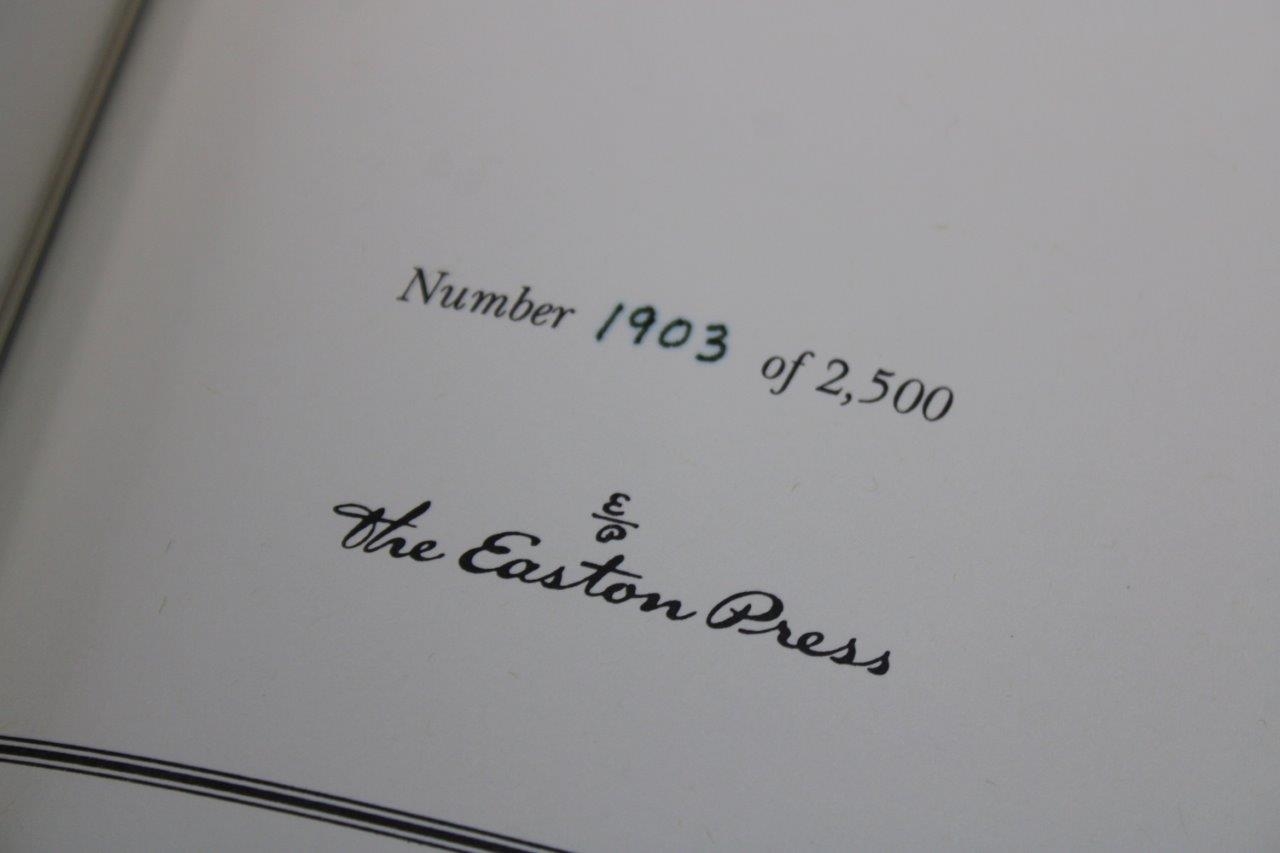 Number 1903 of 2,500
E
P
The Easton Press